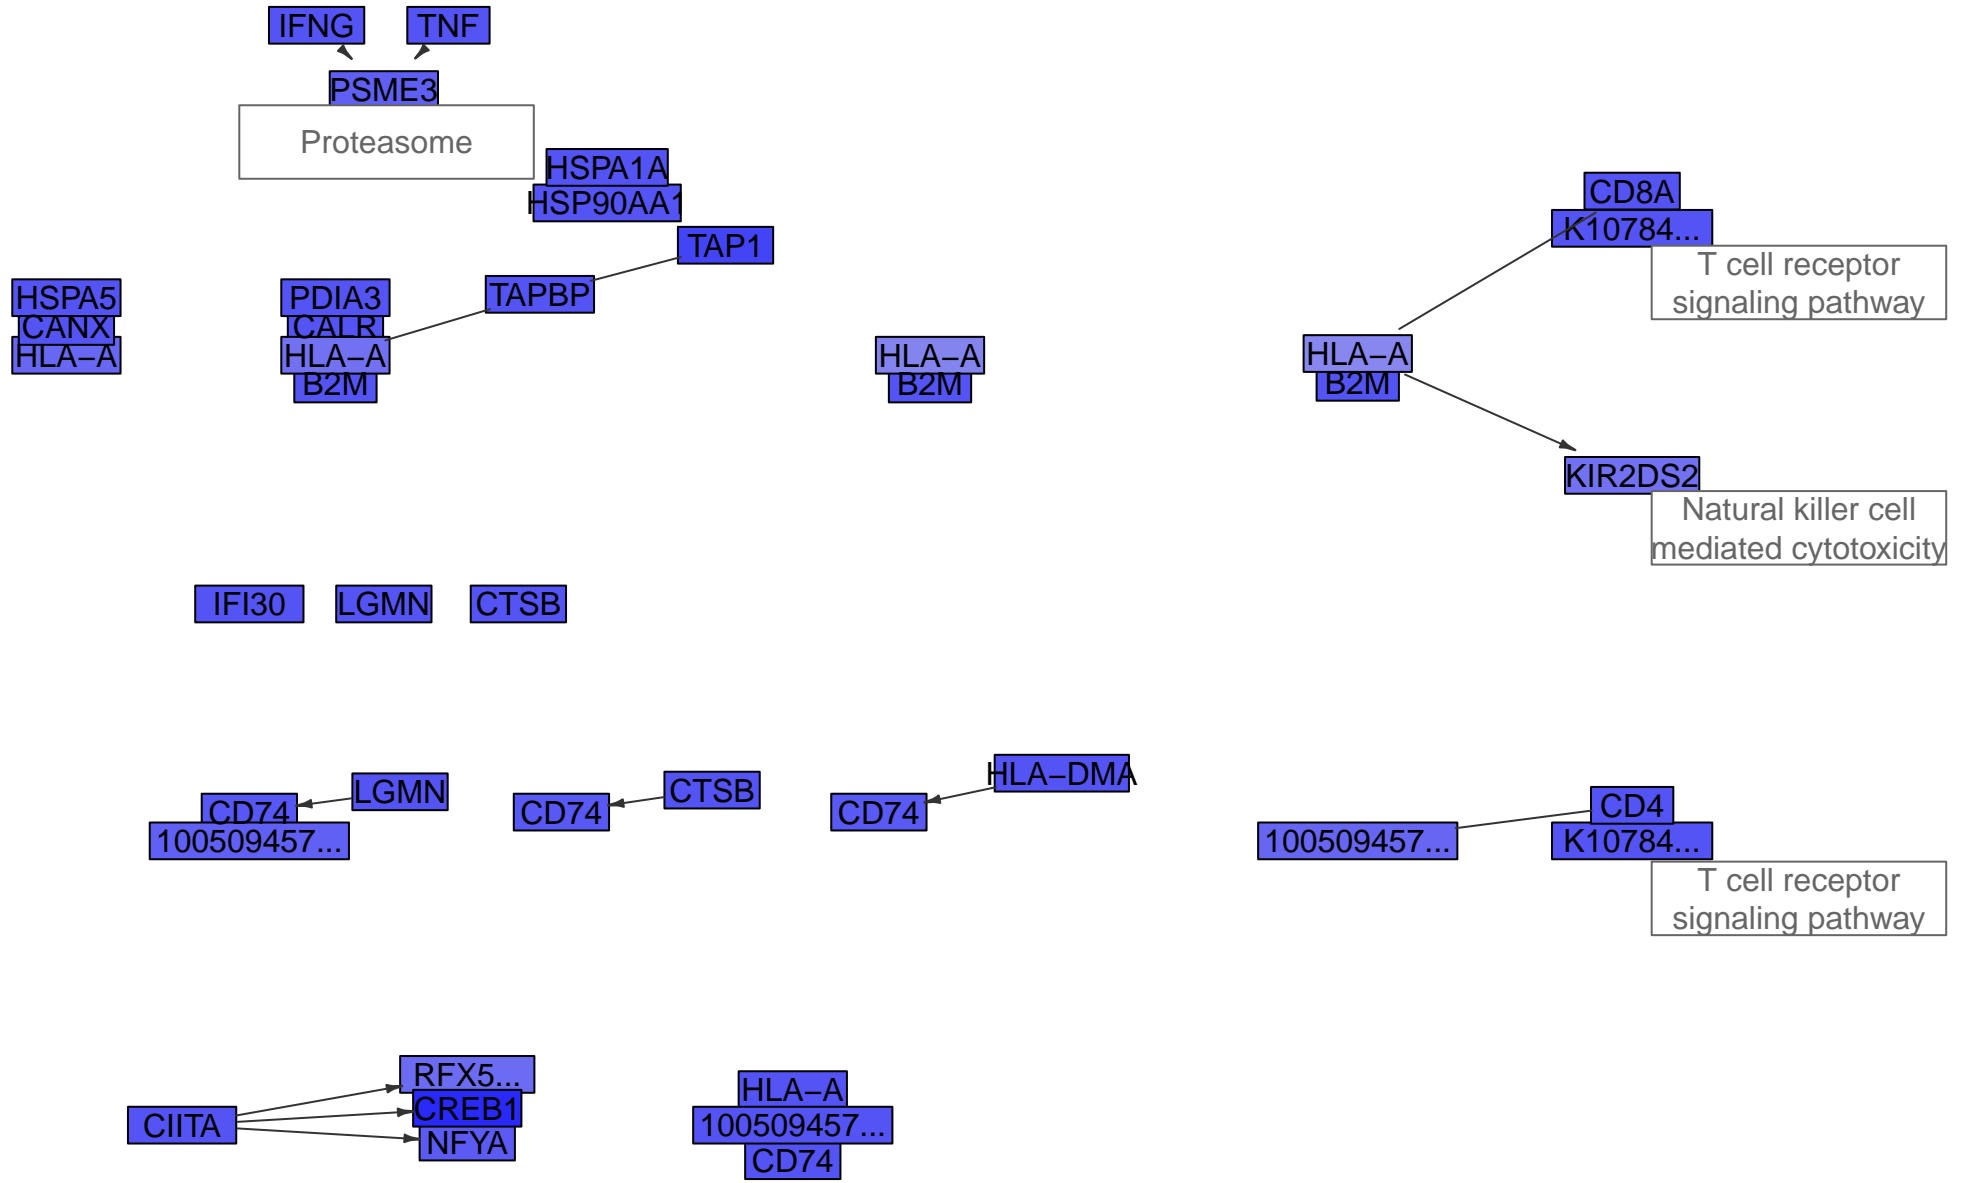 IFNG
TNF
PSME3
Proteasome
HSPA1A
HSP90AA1
TAP1
TAPBP
CD8A
K10784...
T cell receptor
signaling pathway
HSPA5
CANX
HLA−A
PDIA3
CALR
HLA−A
B2M
HLA−A
B2M
HLA−A
B2M
KIR2DS2
Natural killer cell
mediated cytotoxicity
IFI30
LGMN
CTSB
LGMN
CD74
100509457...
CTSB
CD74
HLA−DMA
CD74
CD4
100509457...
K10784...
T cell receptor
signaling pathway
CIITA
RFX5...
CREB1
NFYA
HLA−A
100509457...
CD74